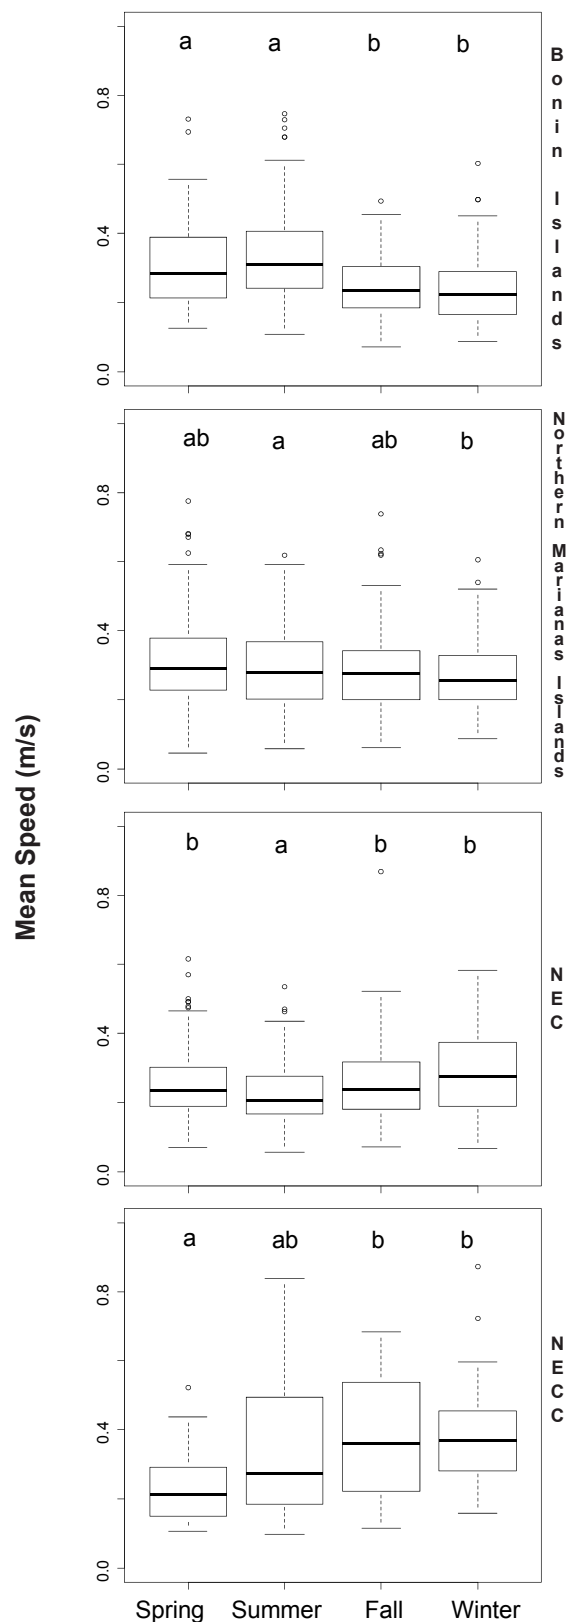 a a b b
0.8
0.4
0.0
Bonin Islands
ab a ab b
0.8
0.4
0.0
Northern Marianas Islands
Mean Speed (m/s)
b a b b
0.8
0.4
0.0
NEC
a ab b b
0.8
0.4
0.0
NECC
Spring Summer Fall Winter